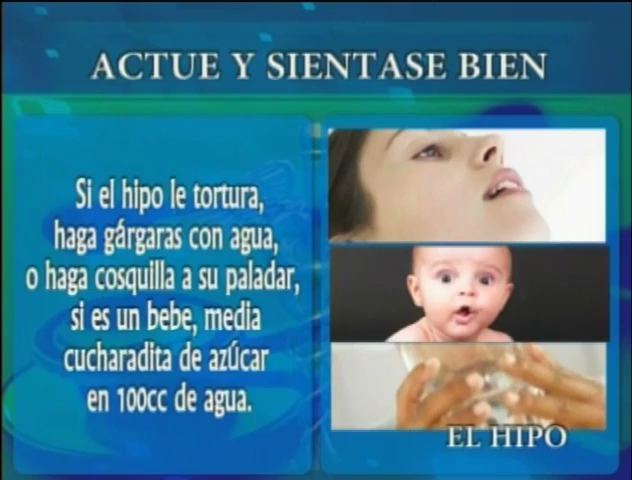 ACTUE Y SIENTASE BIEN
Si el hipo le tortura,
haga gárgaras con agua,
o haga cosquilla a su paladar,
si es un bebe, media
cucharadita de azúcar
en 100cc de agua.
EL HIPO